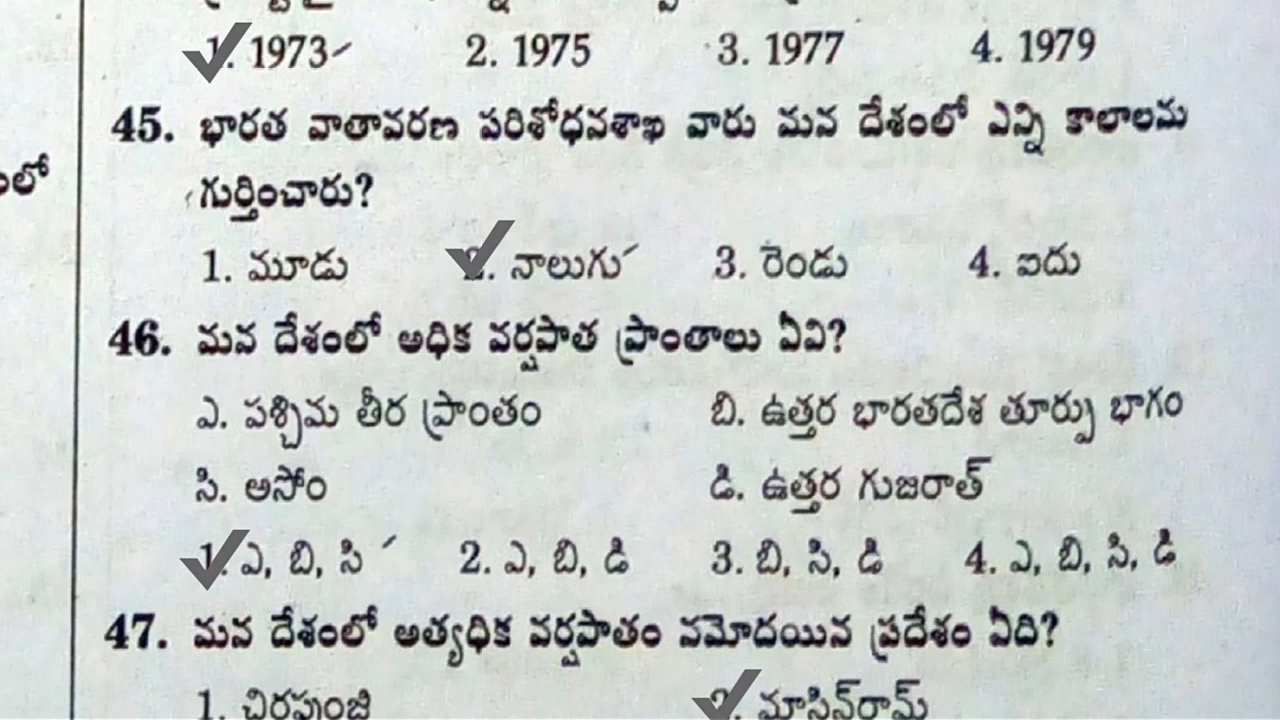 1. 1973 2. 1975 3. 1977 4. 1979
45. భారత వాతావరణ పరిశోధనశాఖ వారు మన దేశంలో ఎన్ని కాలాలను
ంలో
గుర్తించారు?
1. మూడు 2. నాలుగు 3. రెండు 4. ఐదు
46. మన దేశంలో అధిక వర్షపాత ప్రాంతాలు ఏవి?
ఎ. పశ్చిమ తీర ప్రాంతం బి. ఉత్తర భారతదేశ తూర్పు భాగం
సి. అసోం డి. ఉత్తర గుజరాత్
1. ఎ, బి, సి 2. ఎ, బి, డి 3. బి, సి, డి 4. ఎ, బి, సి, డి
47. మన దేశంలో అత్యధిక వర్షపాతం నమోదయిన ప్రదేశం ఏది?
1. చిరపుంజి 2. మాసిన్‌రామ్